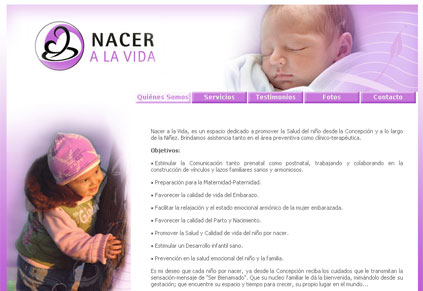 NACER
A LA VIDA
Quiénes Somos
Servicios
Testimonios
Fotos
Contacto
Nacer a la Vida, es un espacio dedicado a promover la Salud del niño desde la Concepción y a lo largo
de la Niñez. Brindamos asistencia tanto en el área preventiva como clínico-terapeutica.
Objetivos:
• Estimular la Comunicación tanto prenatal como postnatal, trabajando y colaborando en la
construcción de vínculos y lazos familiares sanos y armoniosos.
• Preparación para la Maternidad-Paternidad.
• Favorecer la calidad de vida del Embarazo.
• Facilitar la relajación y el estado emocional armónico de la mujer embarazada.
• Favorecer la calidad del Parto y Nacimiento.
• Promover la Salud y Calidad de vida del niño por nacer.
• Estimular un Desarrollo infantil sano.
• Prevención en la salud emocional del niño y la familia.
Es mi deseo que cada niño por nacer, ya desde la Concepción reciba los cuidados que le transmitan la
sensación-mensaje de "Ser Bienamado". Que su nucleo familiar le dé la bienvenida, mimándolo desde su
gestación; que encuentre su espacio y tiempo para crecer, su propio lugar en el mundo...